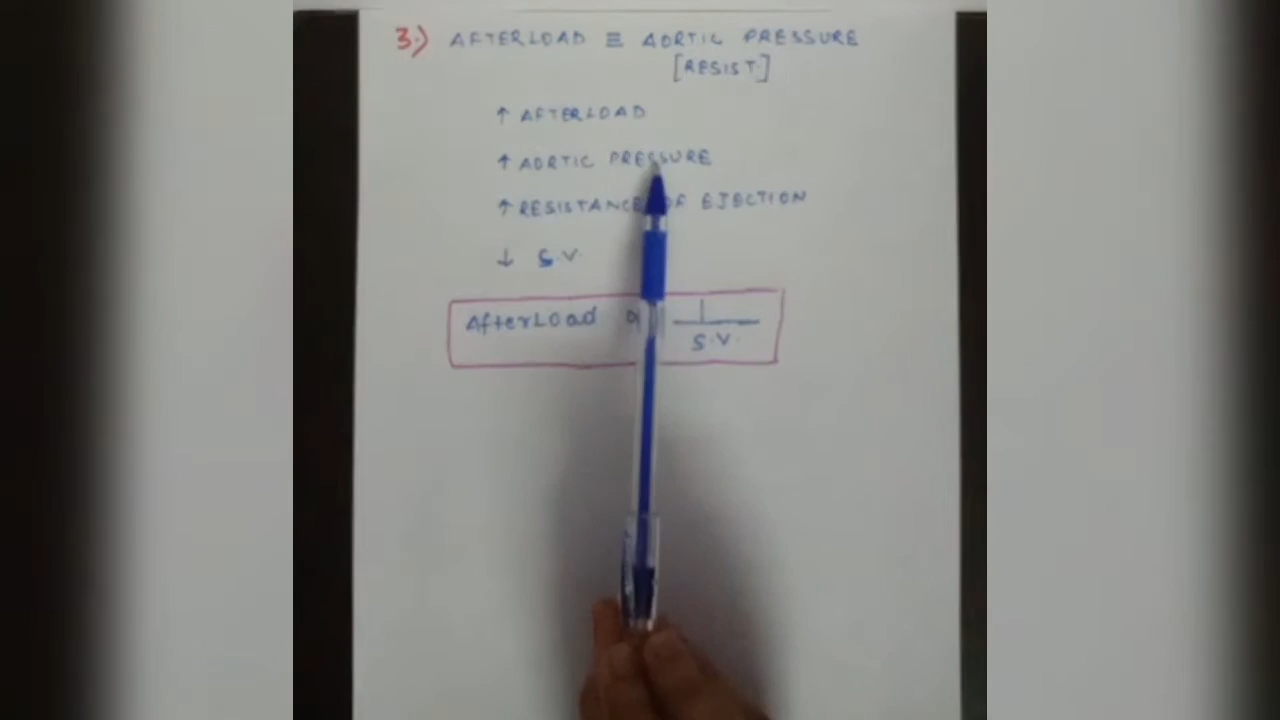 3.) AFTERLOAD ≡ AORTIC PRESSURE
[RESIST.]
↑ AFTERLOAD
↑ AORTIC PRESSURE
↑ RESISTANCE OF EJECTION
↓ S.V.
AfterLoad α 1/S.V.